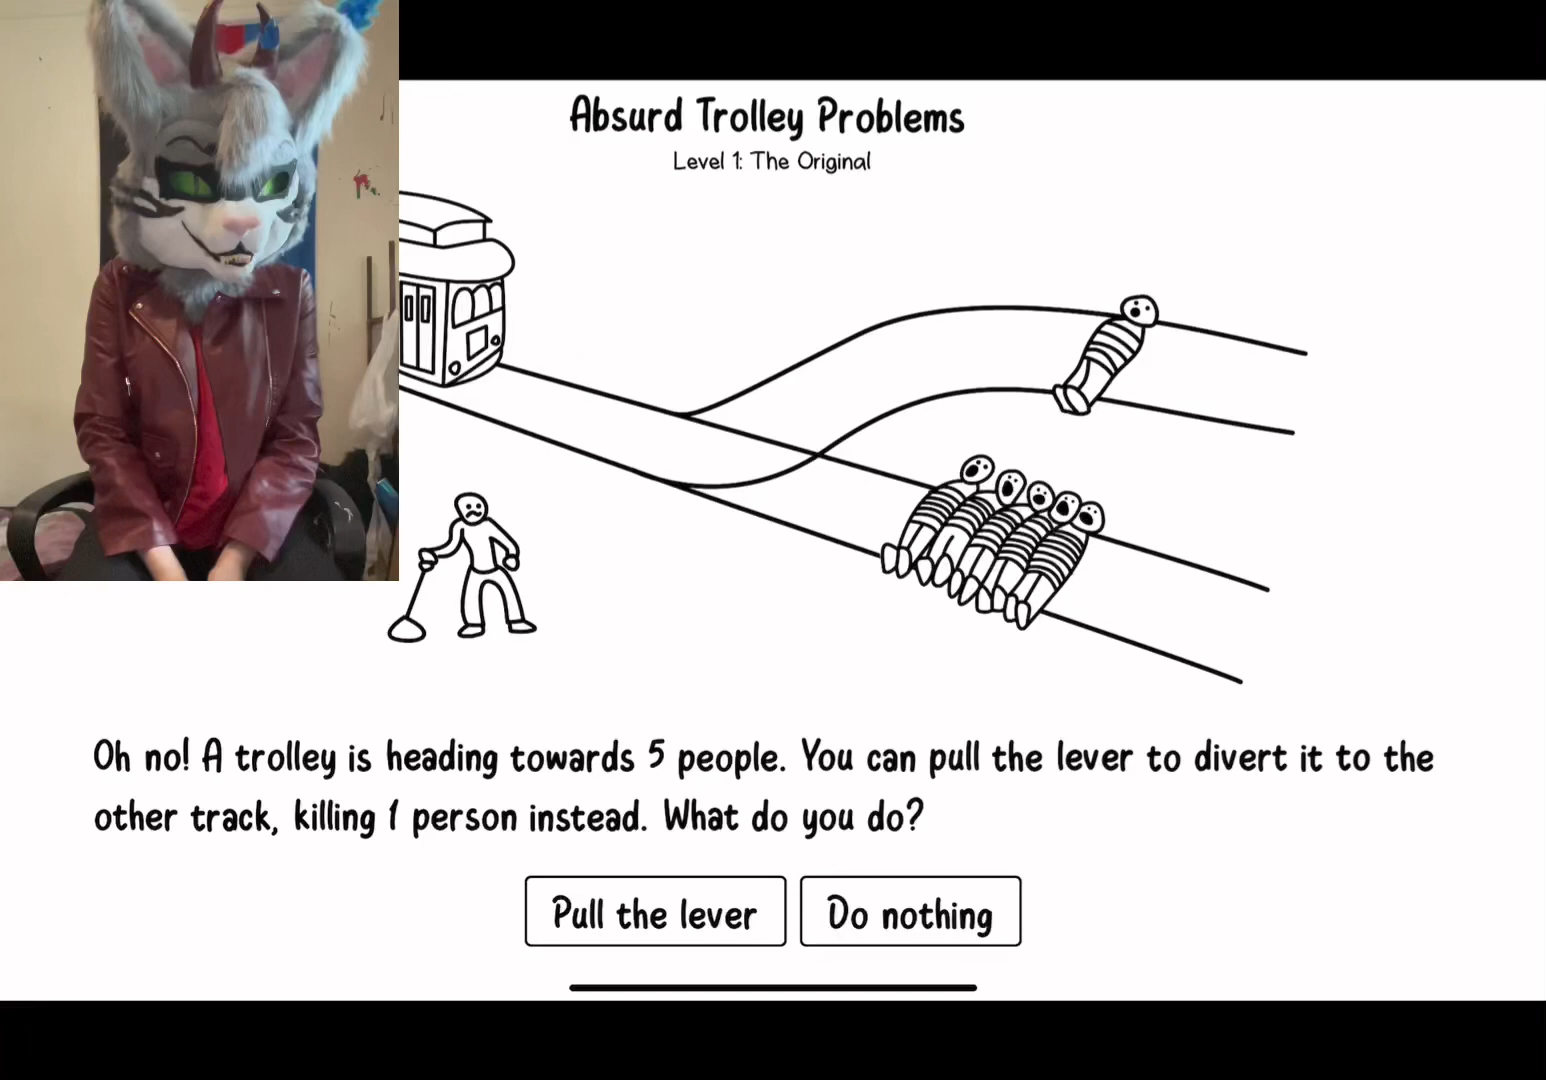 Absurd Trolley Problems
Level 1: The Original
Oh no! A trolley is heading towards 5 people. You can pull the lever to divert it to the
other track, killing 1 person instead. What do you do?
Pull the lever
Do nothing